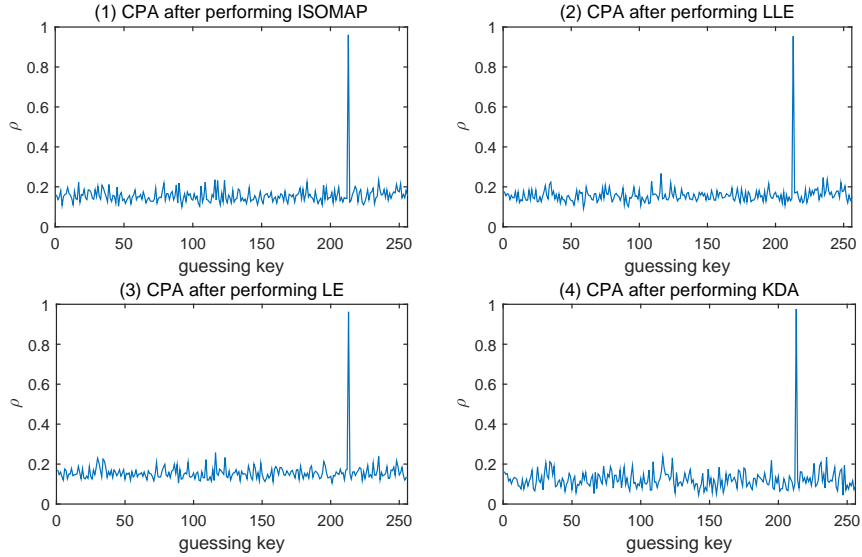 (1) CPA after performing ISOMAP
1
0.8
0.6
0.4
0.2
0
ρ
0 50 100 150 200 250
guessing key
(2) CPA after performing LLE
1
0.8
0.6
0.4
0.2
0
ρ
0 50 100 150 200 250
guessing key
(3) CPA after performing LE
1
0.8
0.6
0.4
0.2
0
ρ
0 50 100 150 200 250
guessing key
(4) CPA after performing KDA
1
0.8
0.6
0.4
0.2
0
ρ
0 50 100 150 200 250
guessing key